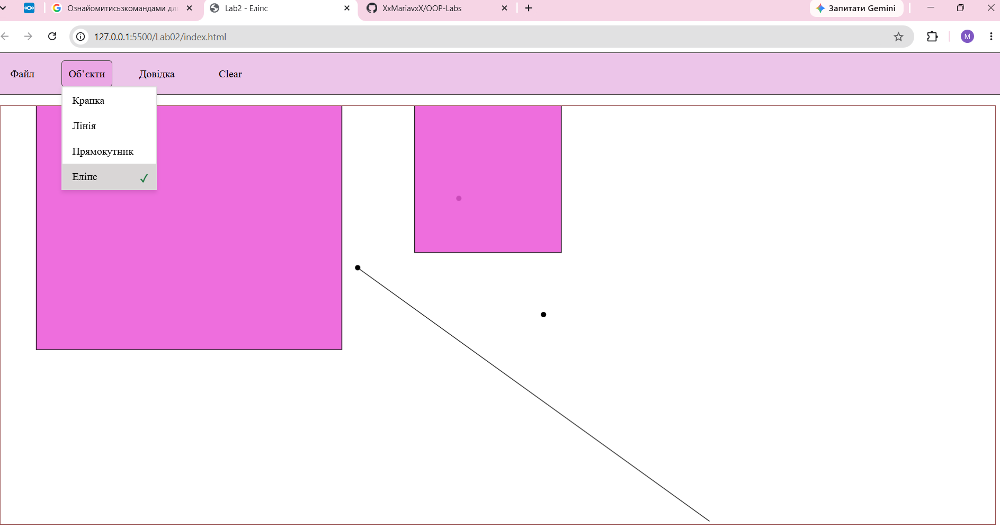 Ознайомитисьзкомандами дл
Lab2 - Еліпс
XxMariavxX/OOP-Labs
Запитати Gemini
127.0.0.1:5500/Lab02/index.html
M
Файл
Об’єкти
Довідка
Clear
Крапка
Лінія
Прямокутник
Еліпс